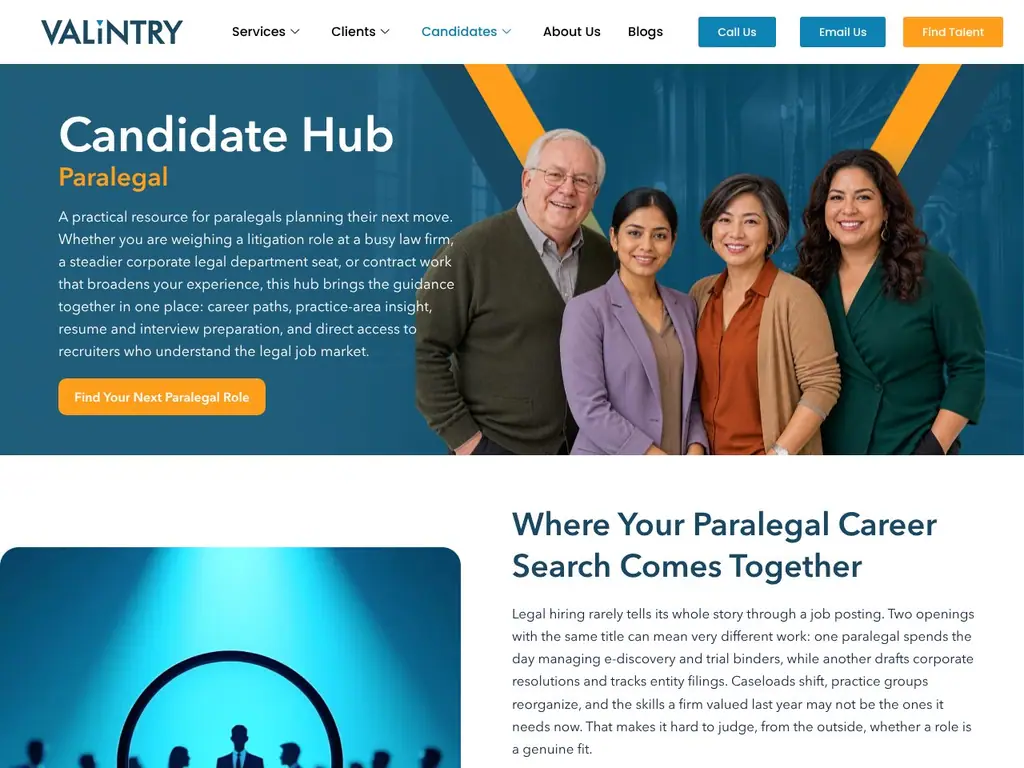 VALiNTRY
Services
Clients
Candidates
About Us
Blogs
Call Us
Email Us
Find Talent
Candidate Hub
Paralegal
A practical resource for paralegals planning their next move.
Whether you are weighing a litigation role at a busy law firm,
a steadier corporate legal department seat, or contract work
that broadens your experience, this hub brings the guidance
together in one place: career paths, practice-area insight,
resume and interview preparation, and direct access to
recruiters who understand the legal job market.
Find Your Next Paralegal Role
Where Your Paralegal Career
Search Comes Together
Legal hiring rarely tells its whole story through a job posting. Two openings
with the same title can mean very different work: one paralegal spends the
day managing e-discovery and trial binders, while another drafts corporate
resolutions and tracks entity filings. Caseloads shift, practice groups
reorganize, and the skills a firm valued last year may not be the ones it
needs now. That makes it hard to judge, from the outside, whether a role is
a genuine fit.